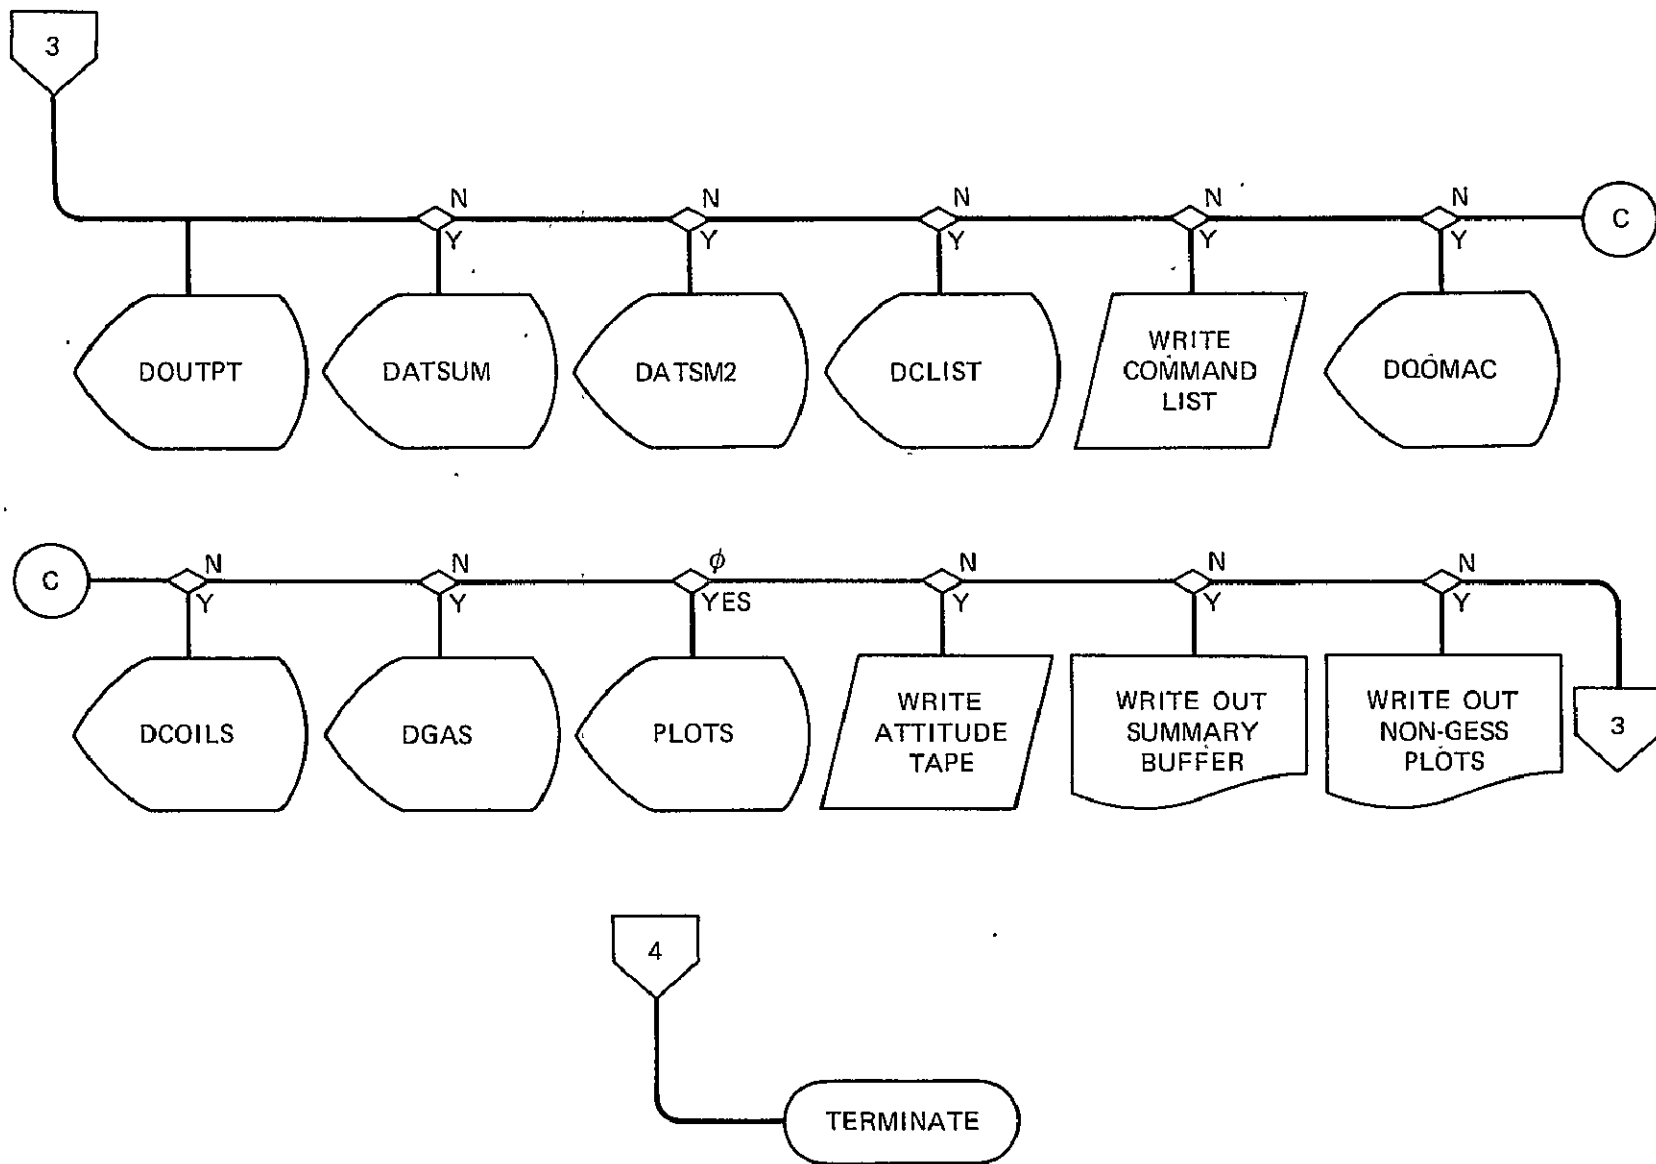 3
N
N
N
N
N
Y
Y
Y
Y
Y
C
DOUTPT
DATSUM
DATSM2
DCLIST
WRITE
COMMAND
LIST
DQOMAC
C
N
N
ϕ
N
N
N
Y
Y
YES
Y
Y
Y
DCOILS
DGAS
PLOTS
WRITE
ATTITUDE
TAPE
WRITE OUT
SUMMARY
BUFFER
WRITE OUT
NON-GESS
PLOTS
3
4
TERMINATE